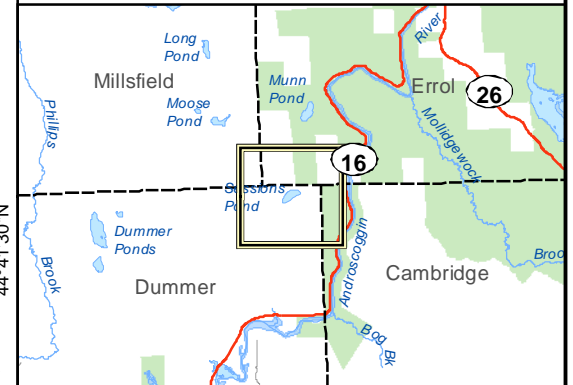 River
Long
Pond
Millsfield
Munn
Pond
Errol
26
Moose
Pond
Phillips
Mollidgewock
16
Sessions
Pond
44°41'30"N
Dummer
Ponds
Androscoggin
Broo
Brook
Cambridge
Dummer
Bog Bk